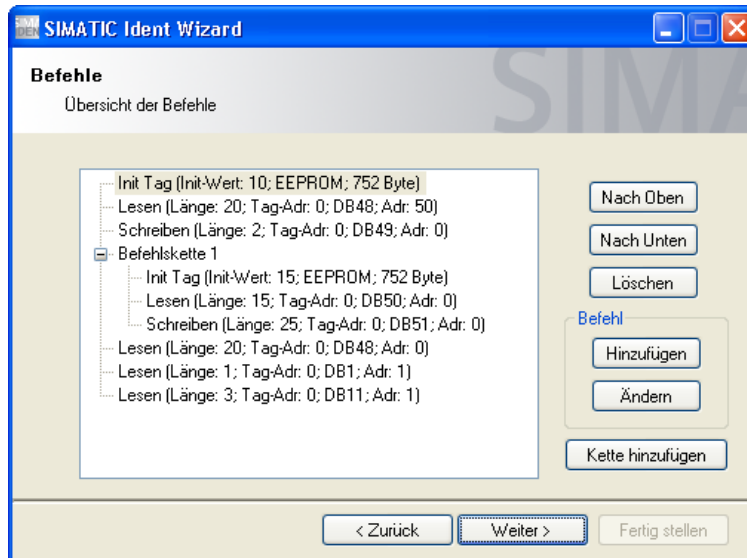 SIMATIC Ident Wizard
Befehle
Übersicht der Befehle
SIMA
Init Tag (Init-Wert: 10; EEPROM; 752 Byte)
Lesen (Länge: 20; Tag-Adr: 0; DB48; Adr: 50)
Schreiben (Länge: 2; Tag-Adr: 0; DB49; Adr: 0)
Befehlskette 1
Init Tag (Init-Wert: 15; EEPROM; 752 Byte)
Lesen (Länge: 15; Tag-Adr: 0; DB50; Adr: 0)
Schreiben (Länge: 25; Tag-Adr: 0; DB51; Adr: 0)
Lesen (Länge: 20; Tag-Adr: 0; DB48; Adr: 0)
Lesen (Länge: 1; Tag-Adr: 0; DB1; Adr: 1)
Lesen (Länge: 3; Tag-Adr: 0; DB11; Adr: 1)
Nach Oben
Nach Unten
Löschen
Befehl
Hinzufügen
Ändern
Kette hinzufügen
< Zurück
Weiter >
Fertig stellen